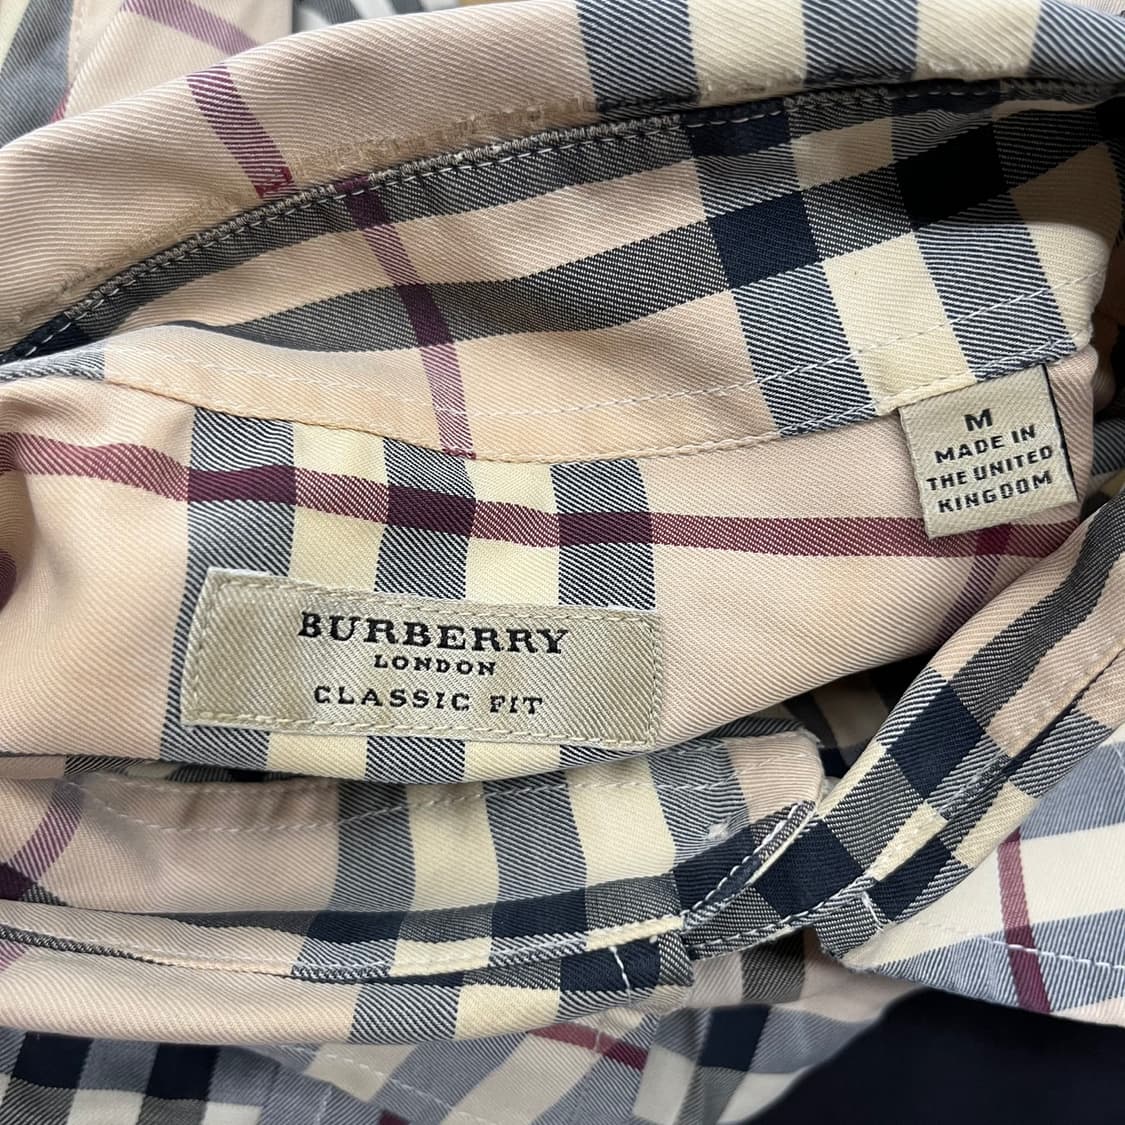 M
MADE IN
THE UNITED
KINGDOM
BURBERRY
LONDON
CLASSIC FIT